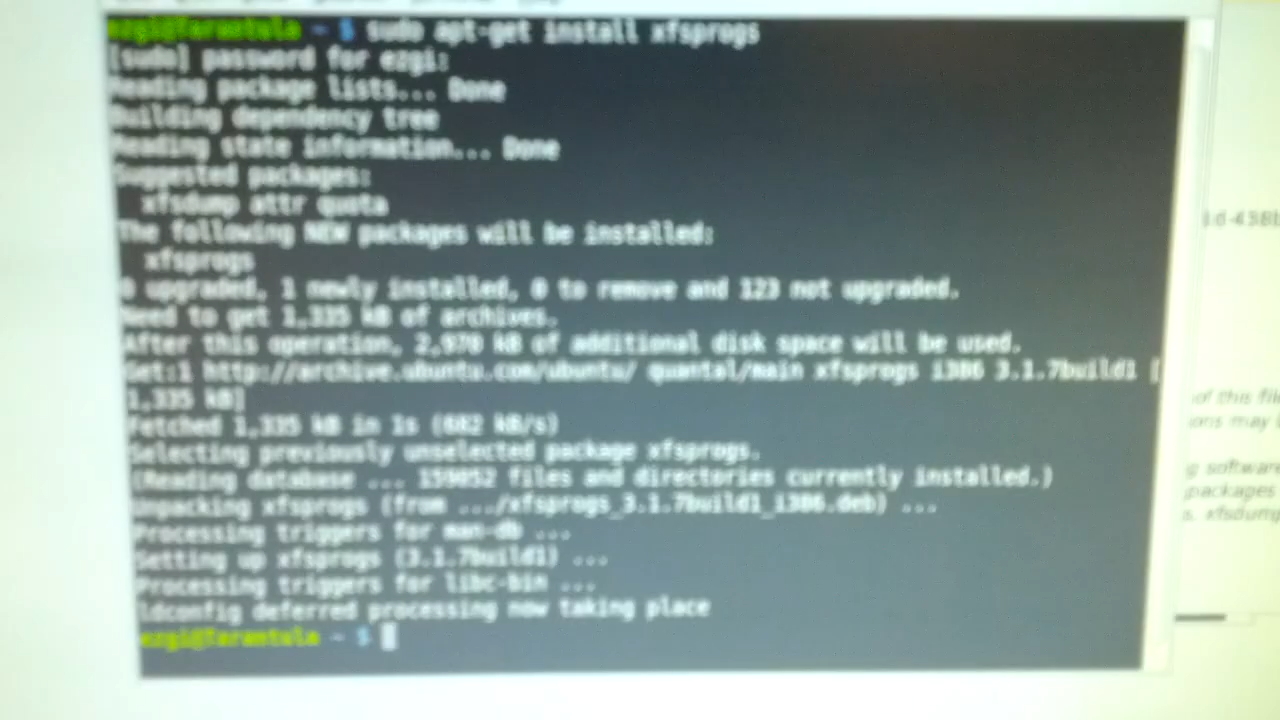 ezgi@Tarantula ~ $ sudo apt-get install xfsprogs
[sudo] password for ezgi:
Reading package lists... Done
Building dependency tree
Reading state information... Done
Suggested packages:
xfsdump attr quota
The following NEW packages will be installed:
xfsprogs
0 upgraded, 1 newly installed, 0 to remove and 123 not upgraded.
Need to get 1,335 kB of archives.
After this operation, 2,970 kB of additional disk space will be used.
Get:1 http://archive.ubuntu.com/ubuntu/ quantal/main xfsprogs i386 3.1.7build1 [
1,335 kB]
Fetched 1,335 kB in 1s (682 kB/s)
Selecting previously unselected package xfsprogs.
(Reading database ... 159052 files and directories currently installed.)
Unpacking xfsprogs (from .../xfsprogs_3.1.7build1_i386.deb) ...
Processing triggers for man-db ...
Setting up xfsprogs (3.1.7build1) ...
Processing triggers for libc-bin ...
ldconfig deferred processing now taking place
ezgi@Tarantula ~ $
of this
may
software
packages
xfsdump